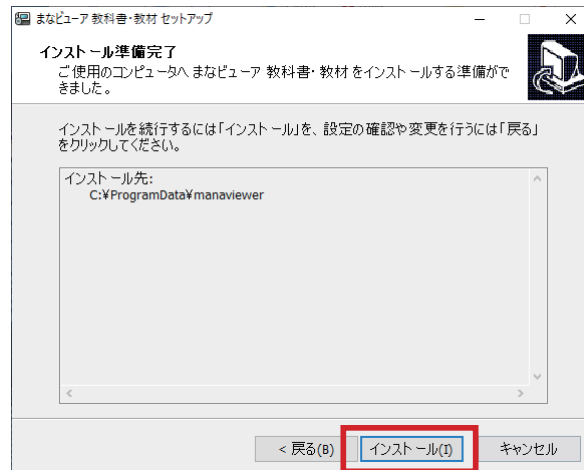 まなビューア 教科書・教材 セットアップ
インストール準備完了
ご使用のコンピュータへ まなビューア 教科書・教材 をインストールする準備がで
きました。
インストールを続行するには「インストール」を、設定の確認や変更を行うには「戻る」
をクリックしてください。
インストール先:
C:¥ProgramData¥manaviewer
< 戻る(B)
インストール(I)
キャンセル